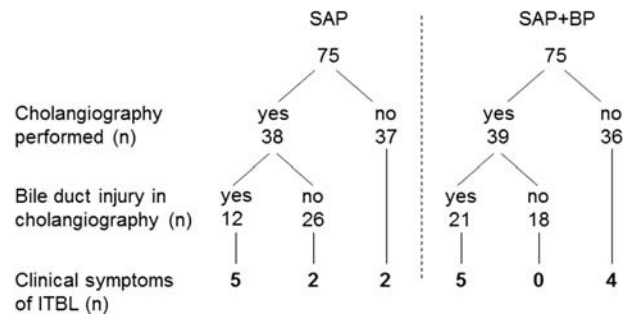 SAP SAP+BP
75 75
Cholangiography yes no yes no
performed (n) 38 37 39 36
Bile duct injury in yes no yes no
cholangiography (n) 12 26 21 18
Clinical symptoms 5 2 2 5 0 4
of ITBL (n)